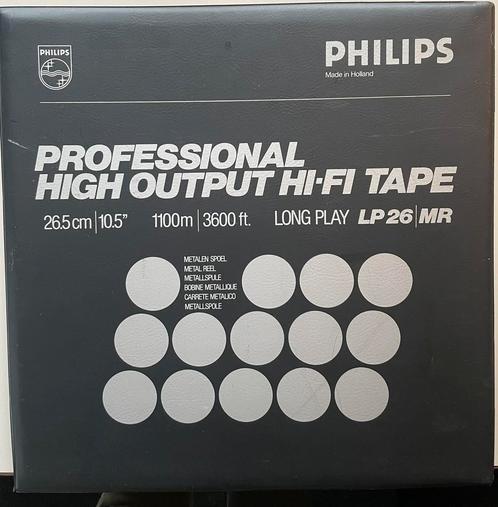 PHILIPS
PHILIPS
Made in Holland
PROFESSIONAL
HIGH OUTPUT HI-FI TAPE
26.5 cm | 10.5" 1100m | 3600 ft. LONG PLAY LP 26 | MR
METALEN SPOEL
METAL REEL
METALLSPULE
BOBINE METALLIQUE
CARRETE METALICO
METALLSPOLE